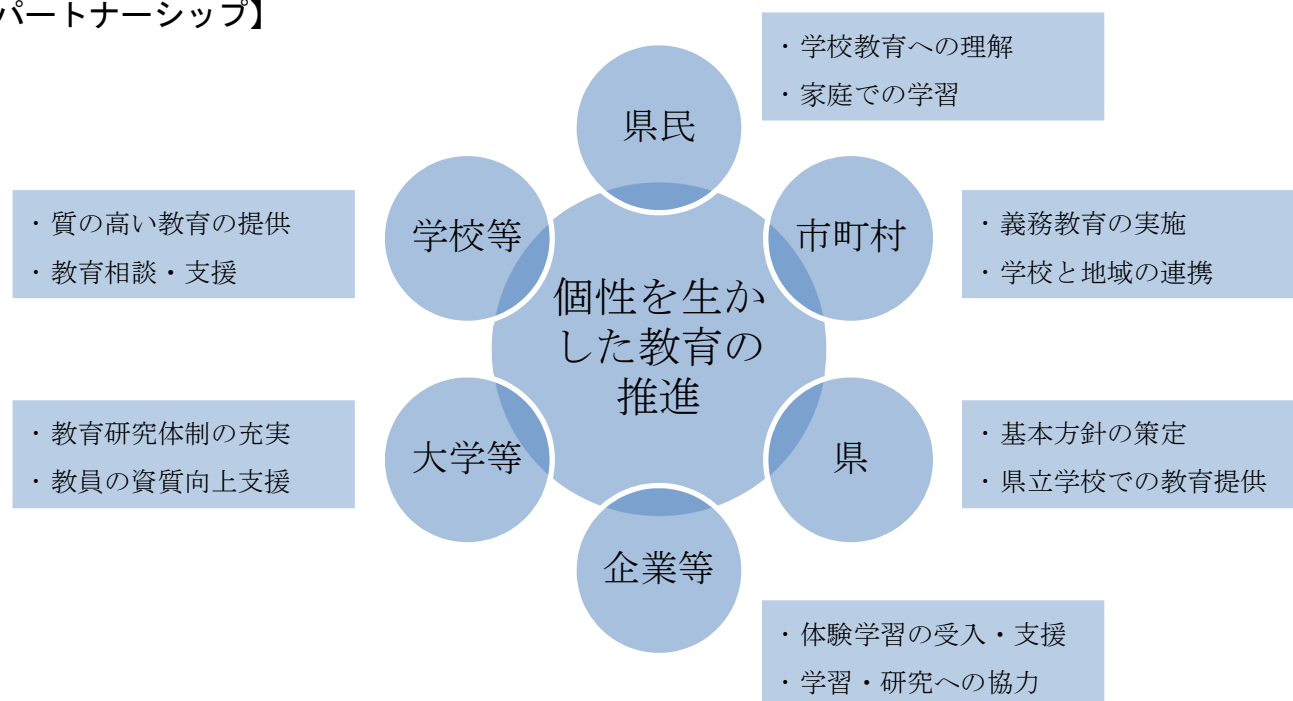 パートナーシップ】
・学校教育への理解
・家庭での学習
県民
学校等
・質の高い教育の提供
・教育相談・支援
市町村
・義務教育の実施
・学校と地域の連携
個性を生か
した教育の
推進
大学等
・教育研究体制の充実
・教員の資質向上支援
県
・基本方針の策定
・県立学校での教育提供
企業等
・体験学習の受入・支援
・学習・研究への協力